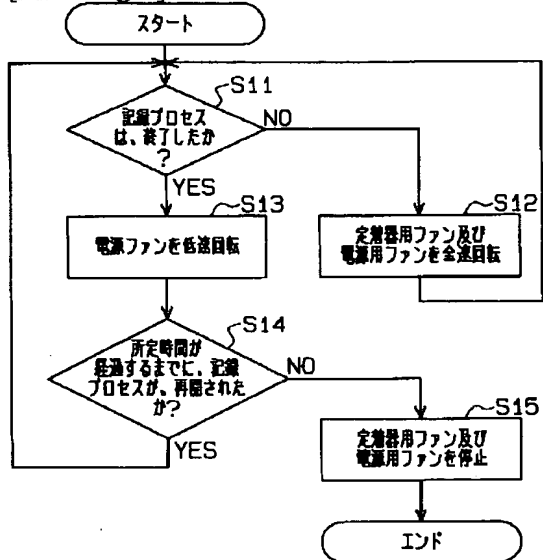 スタート
S11
記録プロセス
は、終了したか
?
NO
YES
S13
電源ファンを低速回転
S12
定着器用ファン及び
電源用ファンを全速回転
S14
所定時間が
経過するまでに、記録
プロセスが、再開された
か?
NO
YES
S15
定着器用ファン及び
電源用ファンを停止
エンド